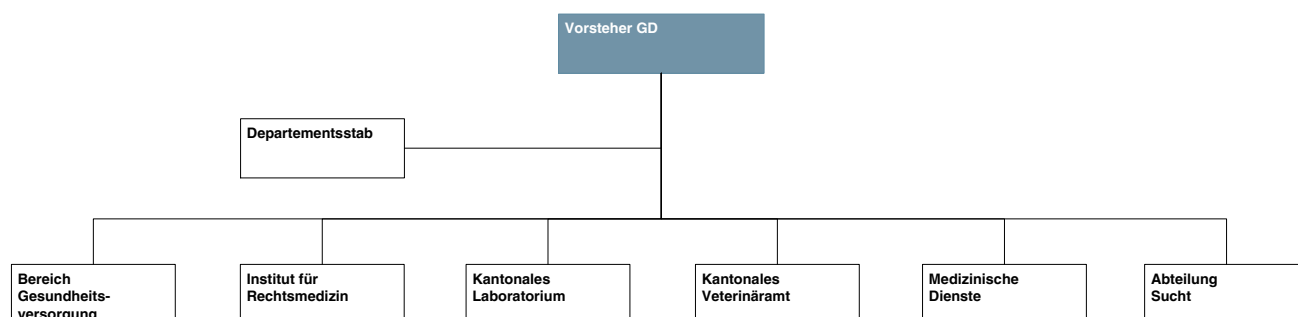 Vorsteher GD
Departementsstab
Bereich
Gesundheits-
versorgung
Institut für
Rechtsmedizin
Kantonales
Laboratorium
Kantonales
Veterinäramt
Medizinische
Dienste
Abteilung
Sucht